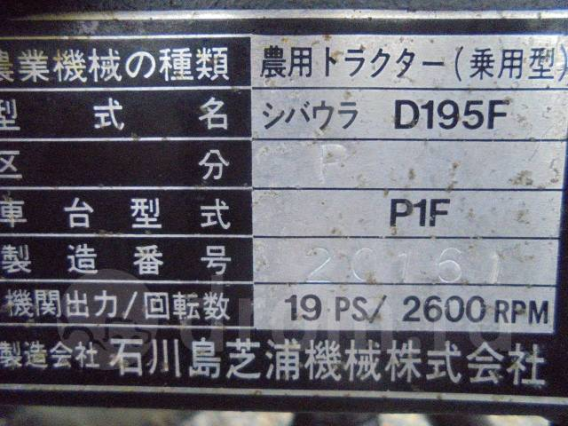 農業機械の種類 農用トラクター(乗用型)
型式名 シバウラ D195F
区分 P
車台型式 P1F
製造番号 20161
機関出力/回転数 19 PS/2600 RPM
製造会社 石川島芝浦機械株式会社
drom.ru